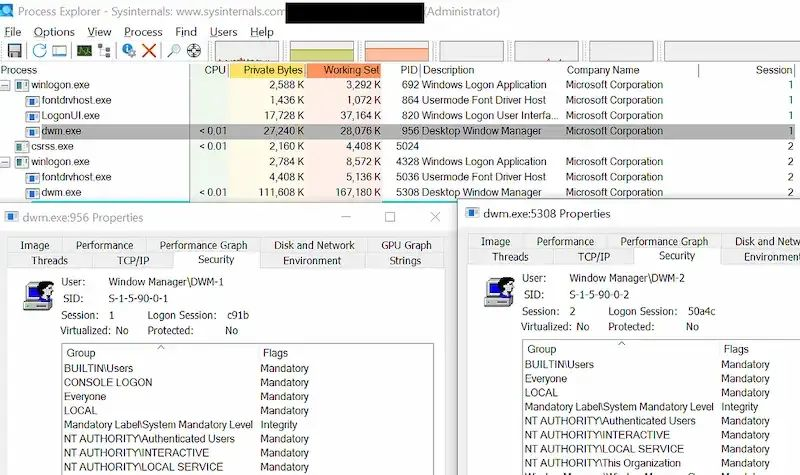 Process Explorer - Sysinternals: www.sysinternals.com (Administrator)
File Options View Process Find Users Help
Process CPU Private Bytes Working Set PID Description Company Name Session
winlogon.exe 2,588 K 3,292 K 692 Windows Logon Application Microsoft Corporation 1
fontdrvhost.exe 1,436 K 1,072 K 864 Usermode Font Driver Host Microsoft Corporation 1
LogonUI.exe 17,728 K 37,164 K 820 Windows Logon User Interfa... Microsoft Corporation 1
dwm.exe < 0.01 27,240 K 28,076 K 956 Desktop Window Manager Microsoft Corporation 1
csrss.exe < 0.01 2,160 K 4,408 K 5024 2
winlogon.exe 2,784 K 8,572 K 4328 Windows Logon Application Microsoft Corporation 2
fontdrvhost.exe 4,408 K 5,136 K 5036 Usermode Font Driver Host Microsoft Corporation 2
dwm.exe < 0.01 111,608 K 167,180 K 5308 Desktop Window Manager Microsoft Corporation 2
dwm.exe:956 Properties
Image Performance Performance Graph Disk and Network GPU Graph
Threads TCP/IP Security Environment Strings
User: Window Manager\DWM-1
SID: S-1-5-90-0-1
Session: 1 Logon Session: c91b
Virtualized: No Protected: No
Group Flags
BUILTIN\Users Mandatory
CONSOLE LOGON Mandatory
Everyone Mandatory
LOCAL Mandatory
Mandatory Label\System Mandatory Level Integrity
NT AUTHORITY\Authenticated Users Mandatory
NT AUTHORITY\INTERACTIVE Mandatory
NT AUTHORITY\LOCAL SERVICE Mandatory
dwm.exe:5308 Properties
Image Performance Performance Graph Disk and Netw
Threads TCP/IP Security Environmen
User: Window Manager\DWM-2
SID: S-1-5-90-0-2
Session: 2 Logon Session: 50a4c
Virtualized: No Protected: No
Group Flags
BUILTIN\Users Mandatory
Everyone Mandatory
LOCAL Mandatory
Mandatory Label\System Mandatory Level Integrity
NT AUTHORITY\Authenticated Users Mandatory
NT AUTHORITY\INTERACTIVE Mandatory
NT AUTHORITY\LOCAL SERVICE Mandatory
NT AUTHORITY\This Organization Mandatory